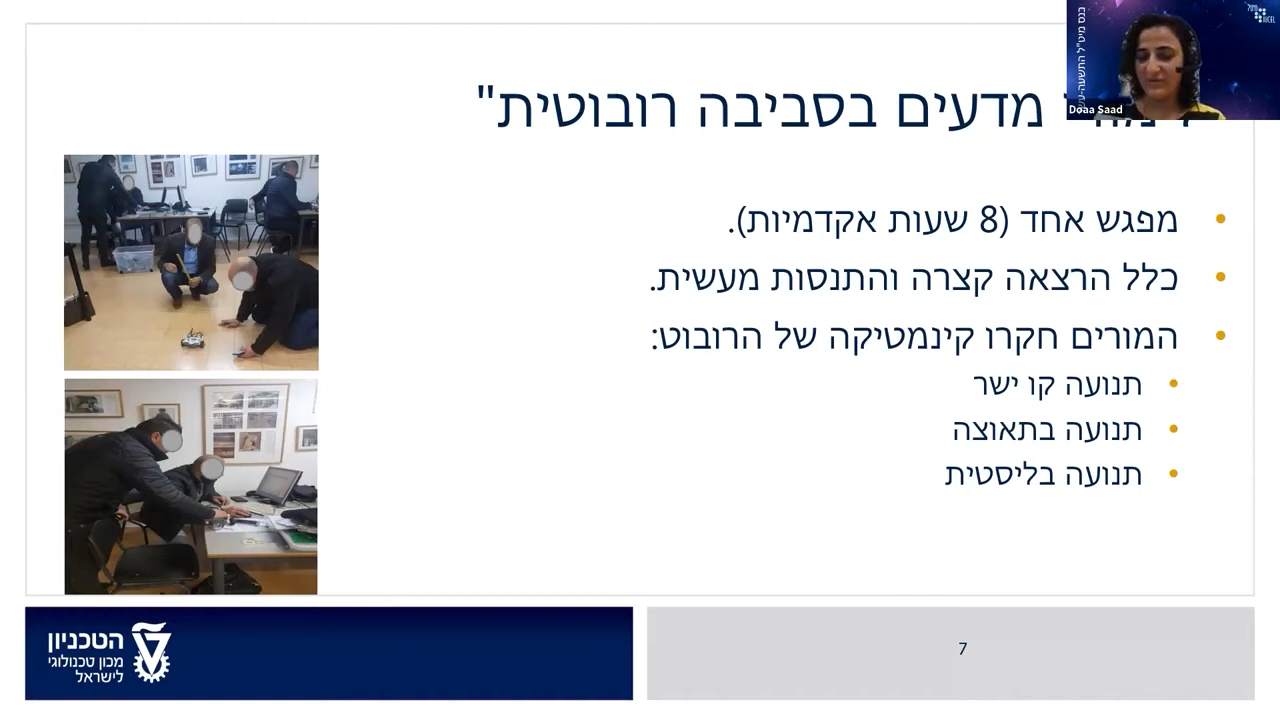 מדעים בסביבה רובוטית"
מפגש אחד (8 שעות אקדמיות).
כלל הרצאה קצרה והתנסות מעשית.
המורים חקרו קינמטיקה של הרובוט:
תנועה קו ישר
תנועה בתאוצה
תנועה בליסטית
הטכניון
מכון טכנולוגי
לישראל
7
Doaa Saad